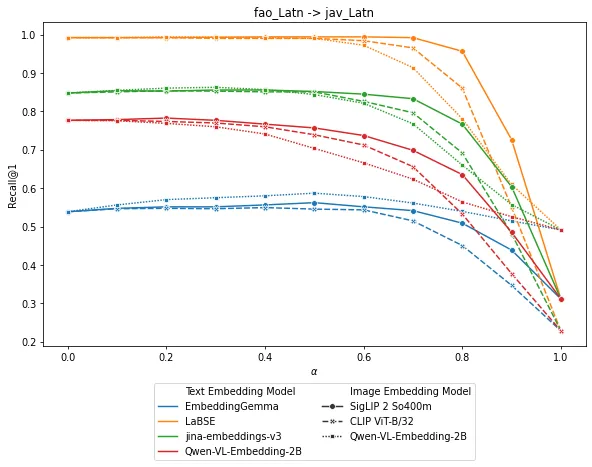 fao_Latn -> jav_Latn
Recall@1
1.0
0.9
0.8
0.7
0.6
0.5
0.4
0.3
0.2
0.0 0.2 0.4 0.6 0.8 1.0
α
Text Embedding Model Image Embedding Model
EmbeddingGemma SigLIP 2 So400m
LaBSE CLIP ViT-B/32
jina-embeddings-v3 Qwen-VL-Embedding-2B
Qwen-VL-Embedding-2B